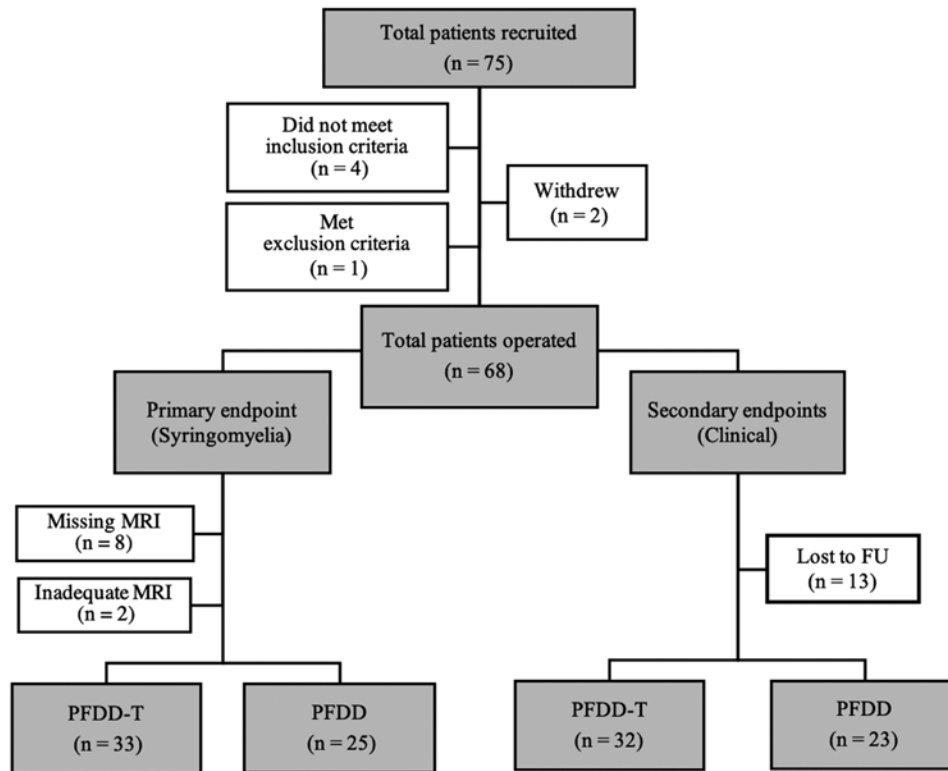 Total patients recruited
(n = 75)
Did not meet
inclusion criteria
(n = 4)
Withdrew
(n = 2)
Met
exclusion criteria
(n = 1)
Total patients operated
(n = 68)
Primary endpoint
(Syringomyelia)
Secondary endpoints
(Clinical)
Missing MRI
(n = 8)
Inadequate MRI
(n = 2)
Lost to FU
(n = 13)
PFDD-T
(n = 33)
PFDD
(n = 25)
PFDD-T
(n = 32)
PFDD
(n = 23)